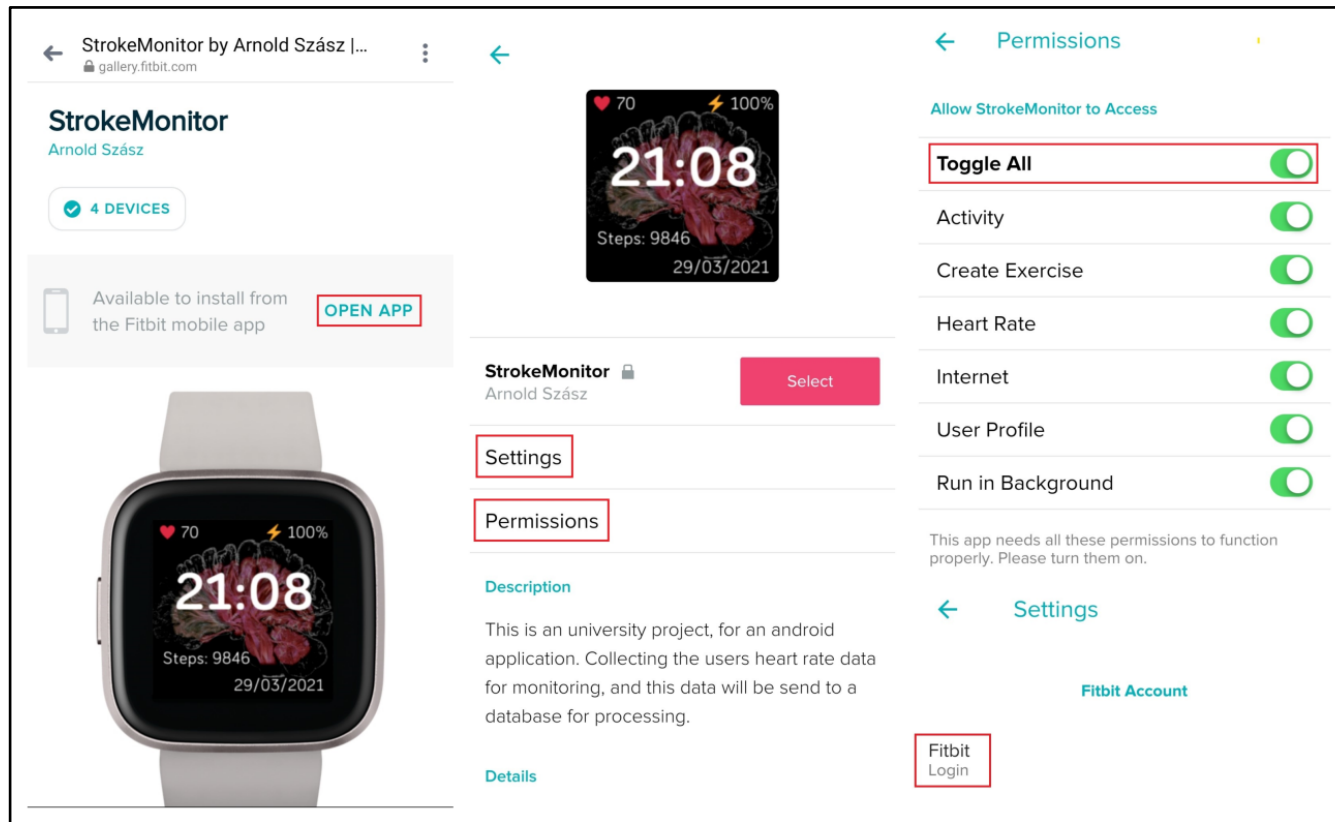 StrokeMonitor by Arnold Szász |...
gallery.fitbit.com
StrokeMonitor
Arnold Szász
4 DEVICES
Available to install from
the Fitbit mobile app
OPEN APP
70
100%
21:08
Steps: 9846
29/03/2021
70
100%
21:08
Steps: 9846
29/03/2021
StrokeMonitor
Arnold Szász
Select
Settings
Permissions
Description
This is an university project, for an android
application. Collecting the users heart rate data
for monitoring, and this data will be send to a
database for processing.
Details
Permissions
Allow StrokeMonitor to Access
Toggle All
Activity
Create Exercise
Heart Rate
Internet
User Profile
Run in Background
This app needs all these permissions to function
properly. Please turn them on.
Settings
Fitbit Account
Fitbit
Login